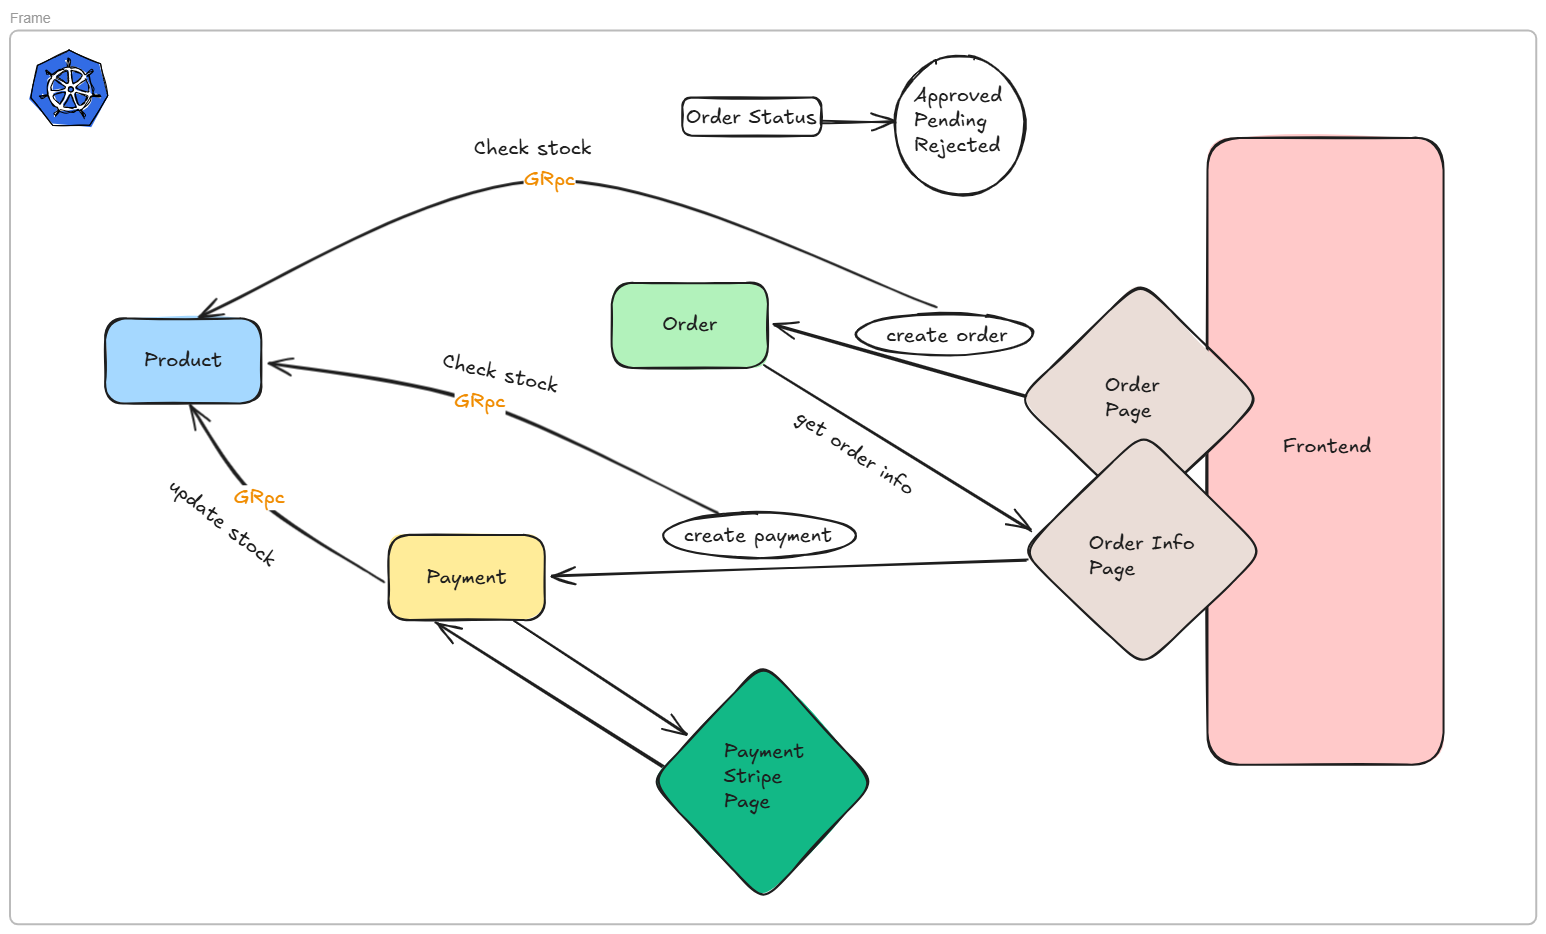 Frame
Order Status
Approved
Pending
Rejected
Check stock
GRpc
Order
create order
Product
Check stock
GRpc
Order
Page
get order info
Frontend
GRpc
update stock
create payment
Order Info
Page
Payment
Payment
Stripe
Page